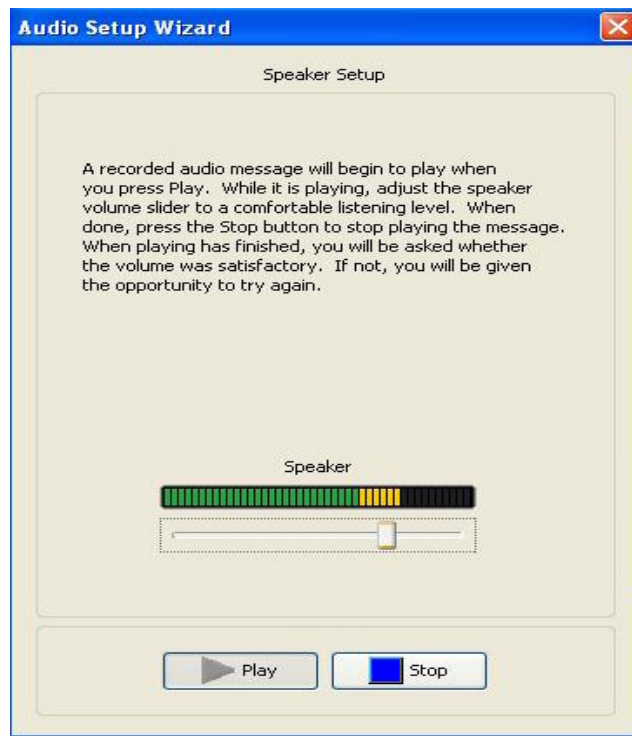 Audio Setup Wizard
Speaker Setup
A recorded audio message will begin to play when
you press Play.  While it is playing, adjust the speaker
volume slider to a comfortable listening level.  When
done, press the Stop button to stop playing the message.
When playing has finished, you will be asked whether
the volume was satisfactory.  If not, you will be given
the opportunity to try again.
Speaker
Play
Stop